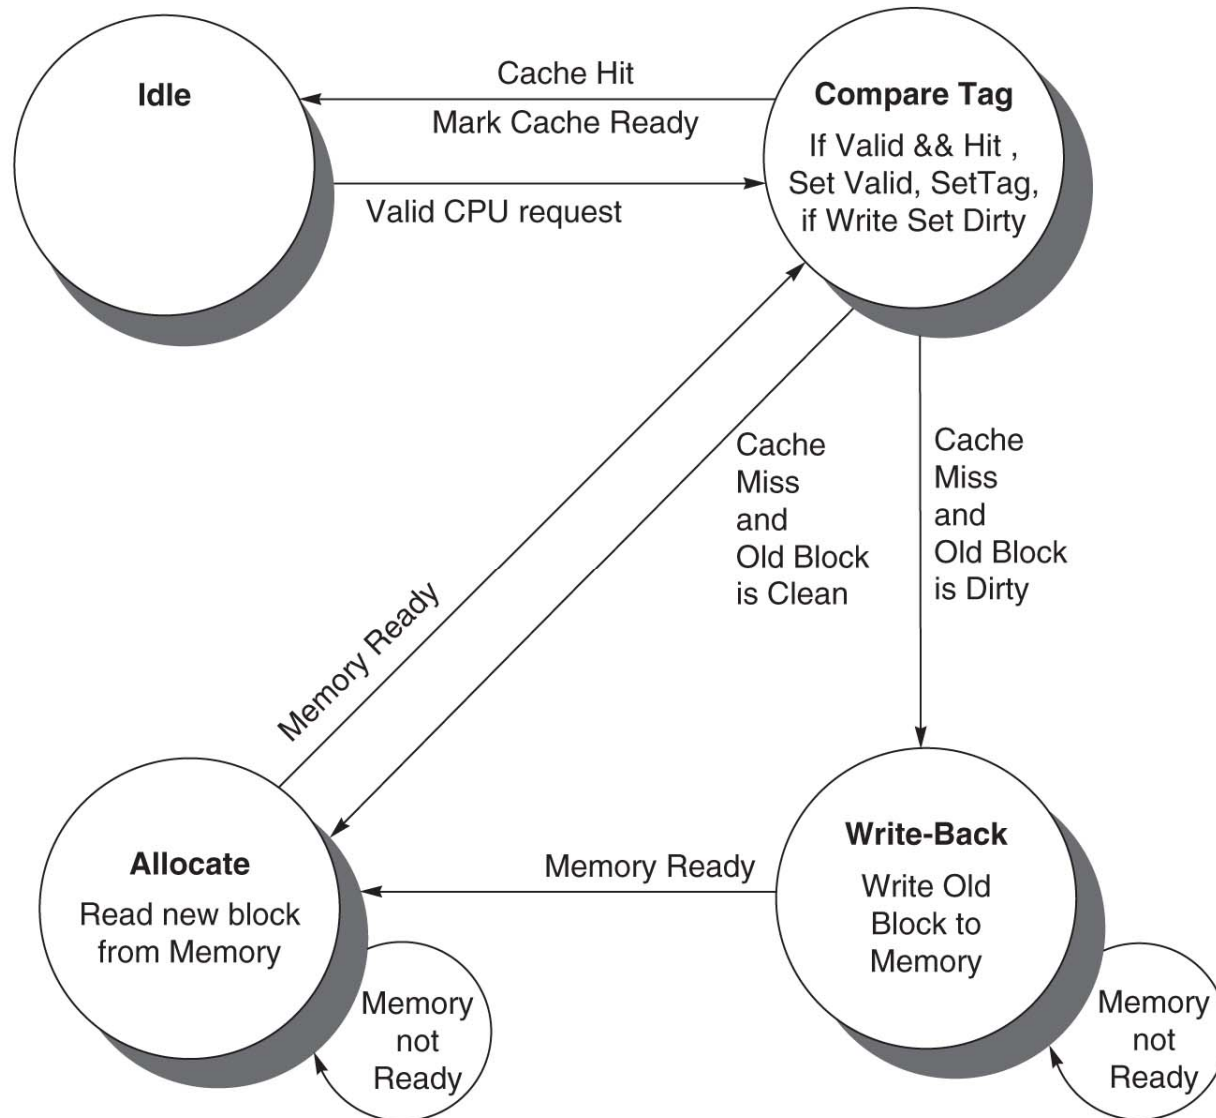 Idle
Cache Hit
Mark Cache Ready
Valid CPU request
Compare Tag
If Valid && Hit ,
Set Valid, SetTag,
if Write Set Dirty
Cache
Miss
and
Old Block
is Clean
Cache
Miss
and
Old Block
is Dirty
Memory Ready
Allocate
Read new block
from Memory
Memory
not
Ready
Memory Ready
Write-Back
Write Old
Block to
Memory
Memory
not
Ready